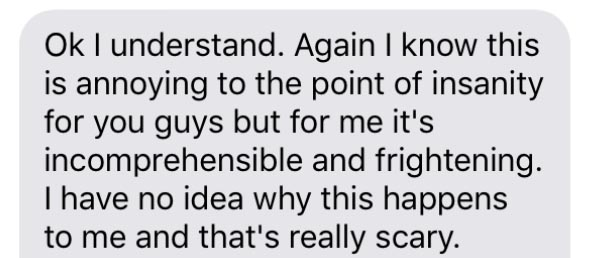 Ok I understand. Again I know this
is annoying to the point of insanity
for you guys but for me it's
incomprehensible and frightening.
I have no idea why this happens
to me and that's really scary.